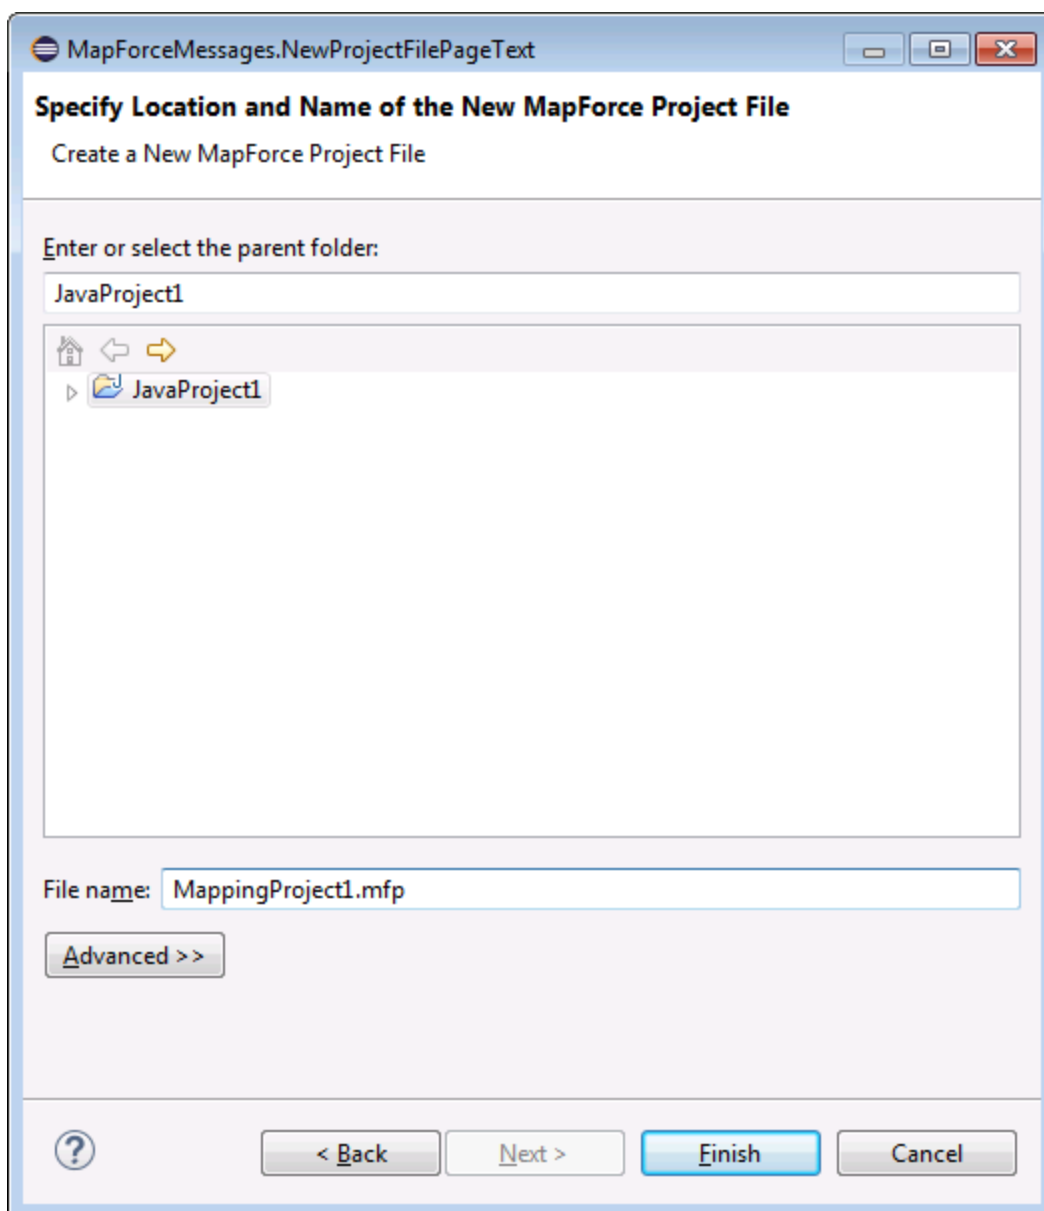 MapForceMessages.NewProjectFilePageText
Specify Location and Name of the New MapForce Project File
Create a New MapForce Project File
Enter or select the parent folder:
JavaProject1
JavaProject1
File name: MappingProject1.mfp
Advanced >>
? < Back Next > Finish Cancel